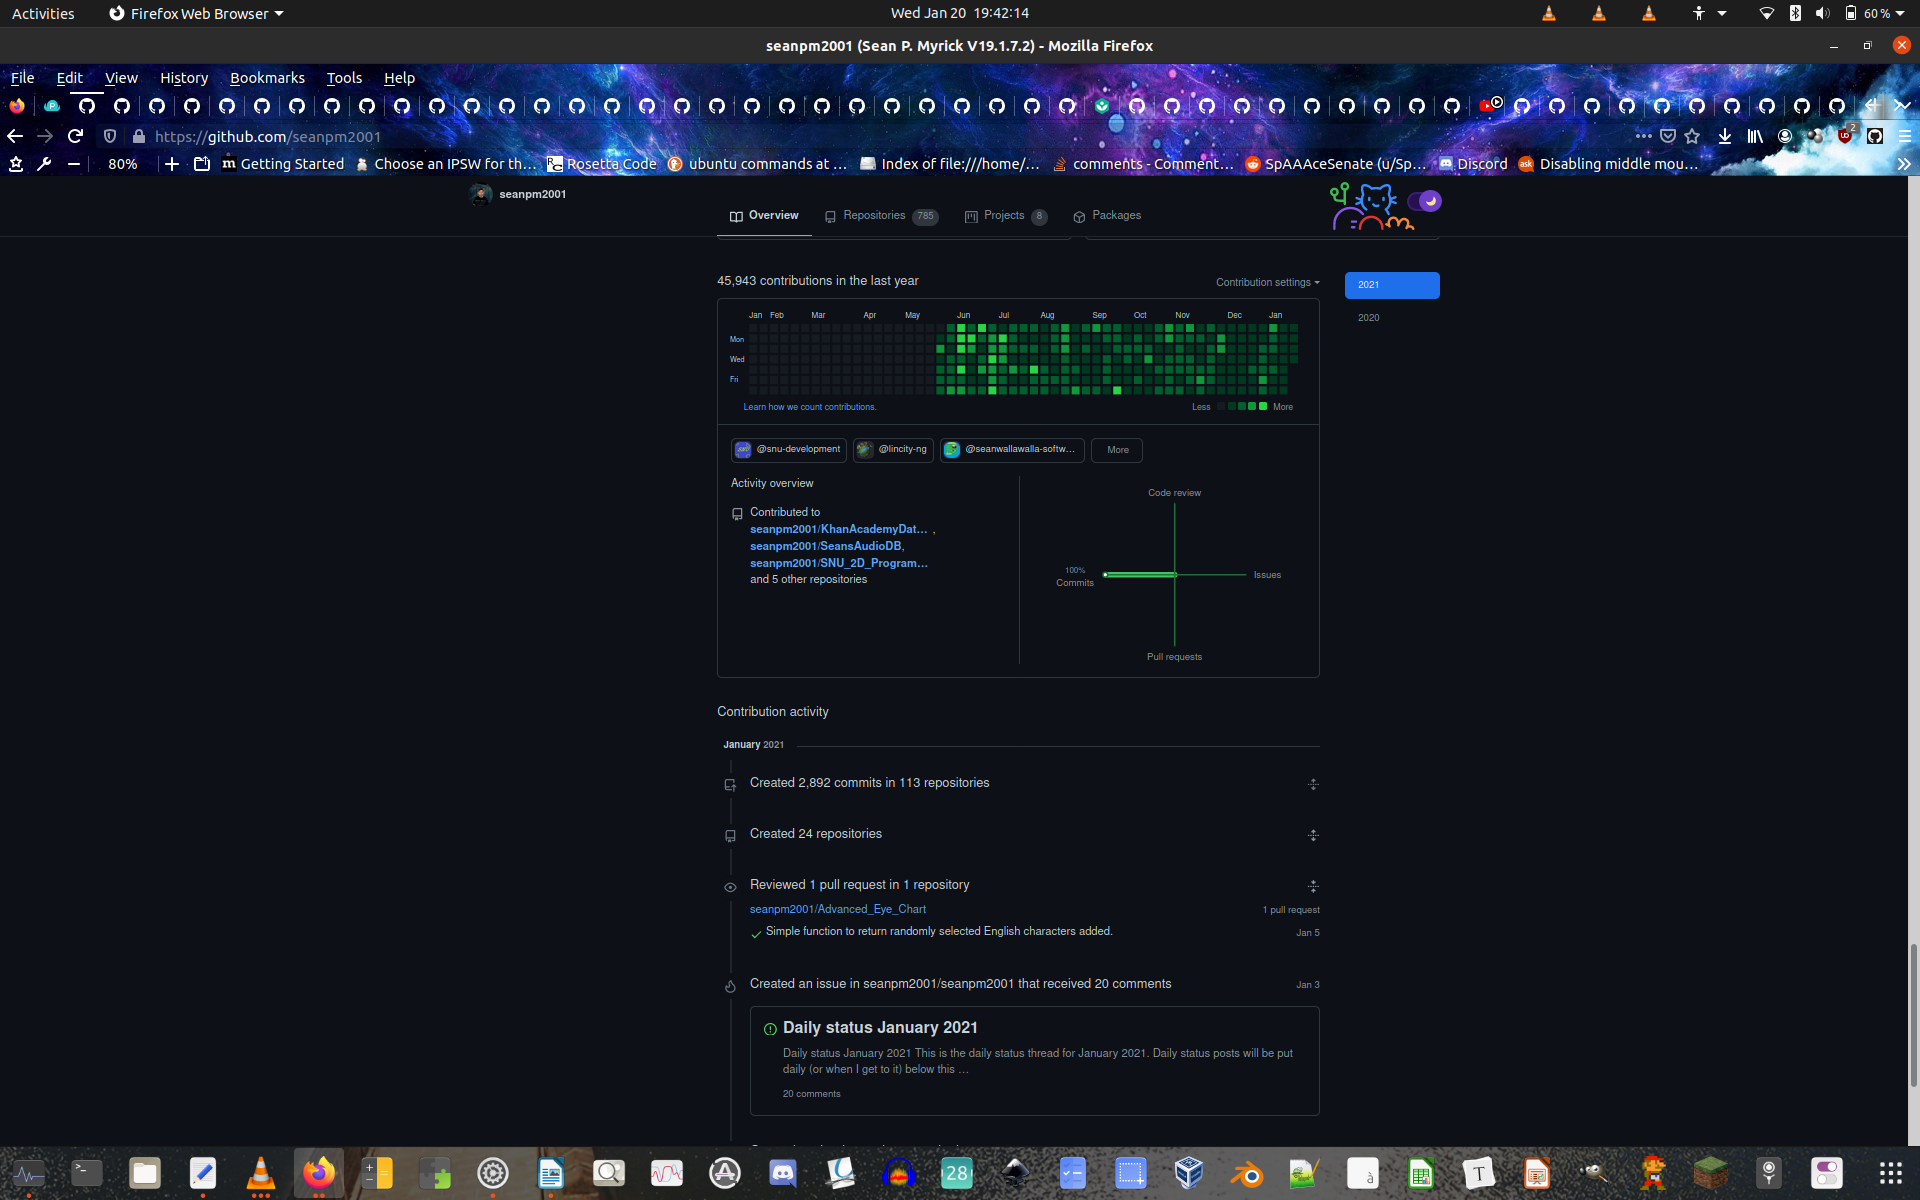 Activities
Firefox Web Browser
Wed Jan 20 19:42:14
60 %
seanpm2001 (Sean P. Myrick V19.1.7.2) - Mozilla Firefox
File Edit View History Bookmarks Tools Help
https://github.com/seanpm2001
2
80%
Getting Started
Choose an IPSW for th…
Rosetta Code
ubuntu commands at …
Index of file:///home/…
comments - Comment…
SpAAAceSenate (u/Sp…
Discord
Disabling middle mou…
seanpm2001
Overview
Repositories 785
Projects 8
Packages
45,943 contributions in the last year
Contribution settings
2021
2020
Jan Feb Mar Apr May Jun Jul Aug Sep Oct Nov Dec Jan
Mon
Wed
Fri
Learn how we count contributions.
Less
More
@snu-development
@lincity-ng
@seanwallawalla-softw…
More
Activity overview
Contributed to
seanpm2001/KhanAcademyDat… ,
seanpm2001/SeansAudioDB,
seanpm2001/SNU_2D_Program…
and 5 other repositories
Code review
100%
Commits
Issues
Pull requests
Contribution activity
January 2021
Created 2,892 commits in 113 repositories
Created 24 repositories
Reviewed 1 pull request in 1 repository
seanpm2001/Advanced_Eye_Chart
1 pull request
Simple function to return randomly selected English characters added.
Jan 5
Created an issue in seanpm2001/seanpm2001 that received 20 comments
Jan 3
Daily status January 2021
Daily status January 2021 This is the daily status thread for January 2021. Daily status posts will be put
daily (or when I get to it) below this …
20 comments
28